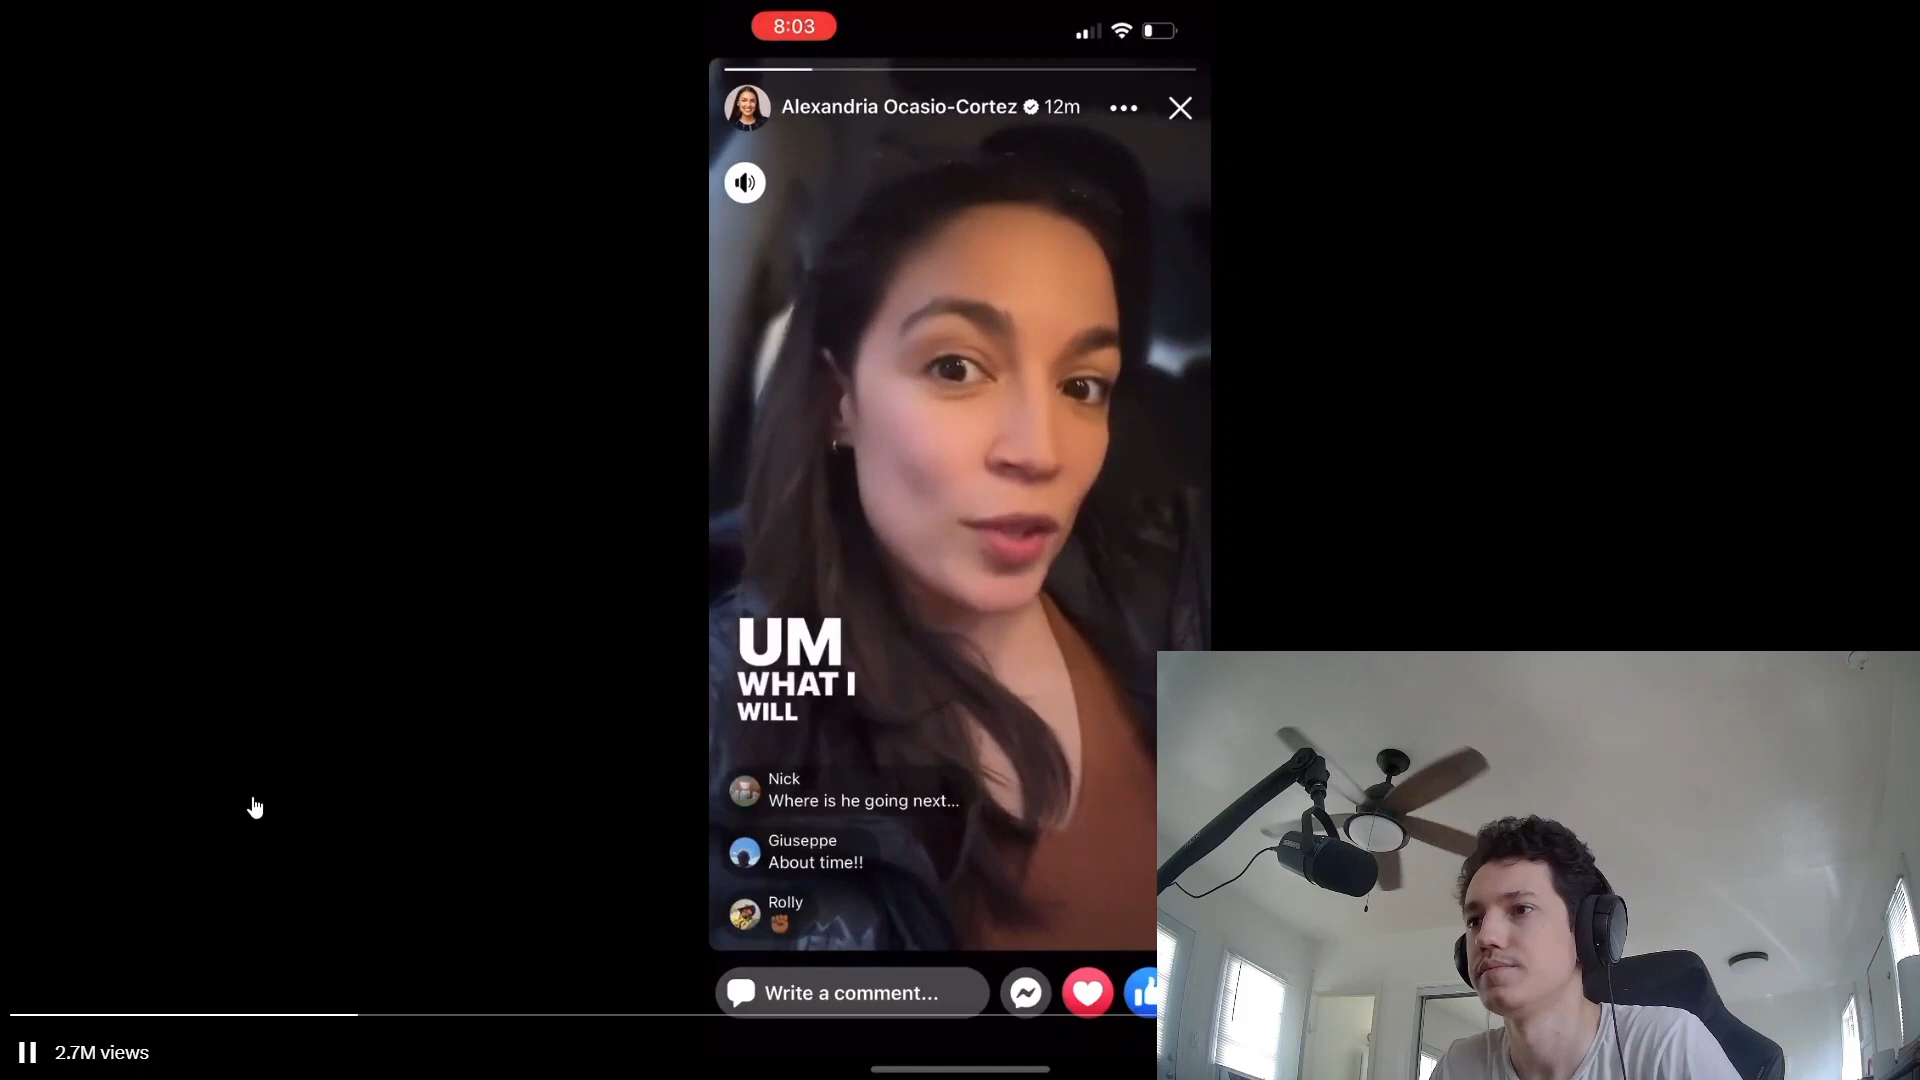 8:03
Alexandria Ocasio-Cortez 12m
UM
WHAT I
WILL
Nick
Where is he going next...
Giuseppe
About time!!
Rolly
Write a comment...
2.7M views